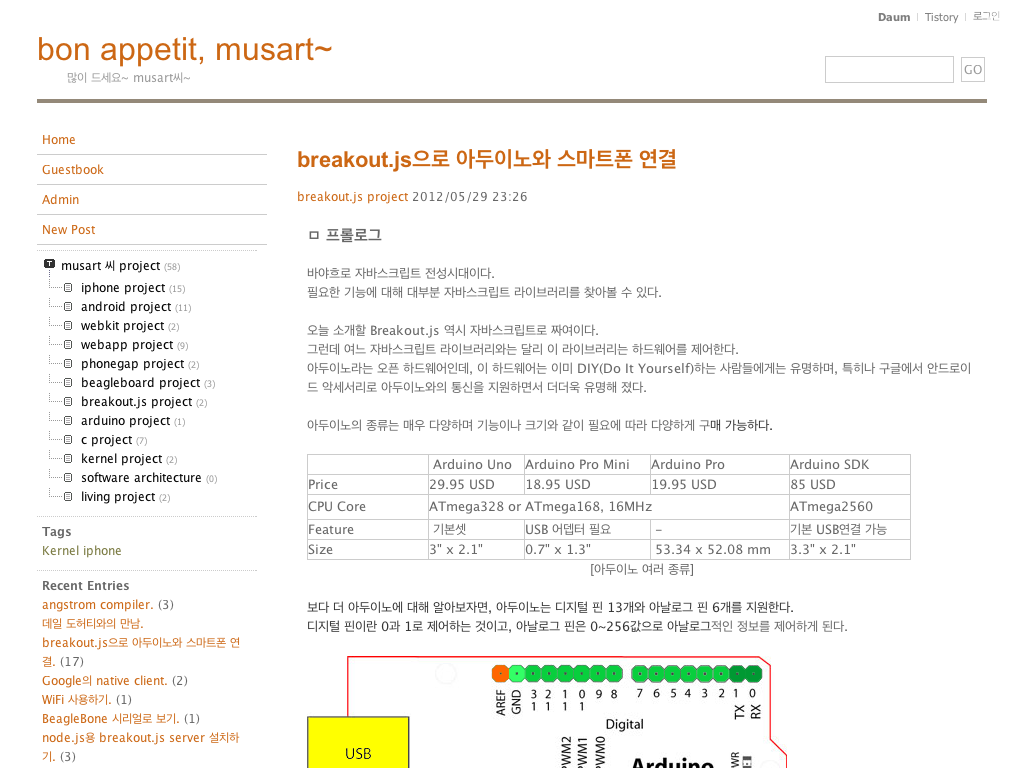 Daum | Tistory | 로그인
bon appetit, musart~
많이 드세요~ musart씨~
GO
Home
Guestbook
Admin
New Post
musart 씨 project (58)
iphone project (15)
android project (11)
webkit project (2)
webapp project (9)
phonegap project (2)
beagleboard project (3)
breakout.js project (2)
arduino project (1)
c project (7)
kernel project (2)
software architecture (0)
living project (2)
Tags
Kernel iphone
Recent Entries
angstrom compiler. (3)
데일 도허티와의 만남.
breakout.js으로 아두이노와 스마트폰 연
결. (17)
Google의 native client. (2)
WiFi 사용하기. (1)
BeagleBone 시리얼로 보기. (1)
node.js용 breakout.js server 설치하
기. (3)
breakout.js으로 아두이노와 스마트폰 연결
breakout.js project 2012/05/29 23:26
ㅁ 프롤로그
바야흐로 자바스크립트 전성시대이다.
필요한 기능에 대해 대부분 자바스크립트 라이브러리를 찾아볼 수 있다.
오늘 소개할 Breakout.js 역시 자바스크립트로 짜여이다.
그런데 여느 자바스크립트 라이브러리와는 달리 이 라이브러리는 하드웨어를 제어한다.
아두이노라는 오픈 하드웨어인데, 이 하드웨어는 이미 DIY(Do It Yourself)하는 사람들에게는 유명하며, 특히나 구글에서 안드로이
드 악세서리로 아두이노와의 통신을 지원하면서 더더욱 유명해 졌다.
아두이노의 종류는 매우 다양하며 기능이나 크기와 같이 필요에 따라 다양하게 구매 가능하다.
Arduino Uno Arduino Pro Mini Arduino Pro Arduino SDK
Price 29.95 USD 18.95 USD 19.95 USD 85 USD
CPU Core ATmega328 or ATmega168, 16MHz ATmega2560
Feature 기본셋 USB 어뎁터 필요 - 기본 USB연결 가능
Size 3" x 2.1" 0.7" x 1.3" 53.34 x 52.08 mm 3.3" x 2.1"
[아두이노 여러 종류]
보다 더 아두이노에 대해 알아보자면, 아두이노는 디지털 핀 13개와 아날로그 핀 6개를 지원한다.
디지털 핀이란 0과 1로 제어하는 것이고, 아날로그 핀은 0~256값으로 아날로그적인 정보를 제어하게 된다.
AREF GND 13 12 11 10 9 8 7 6 5 4 3 2 1 0
TX RX
Digital
USB
PWM2 PWM1 PWM0
Arduino
PWR